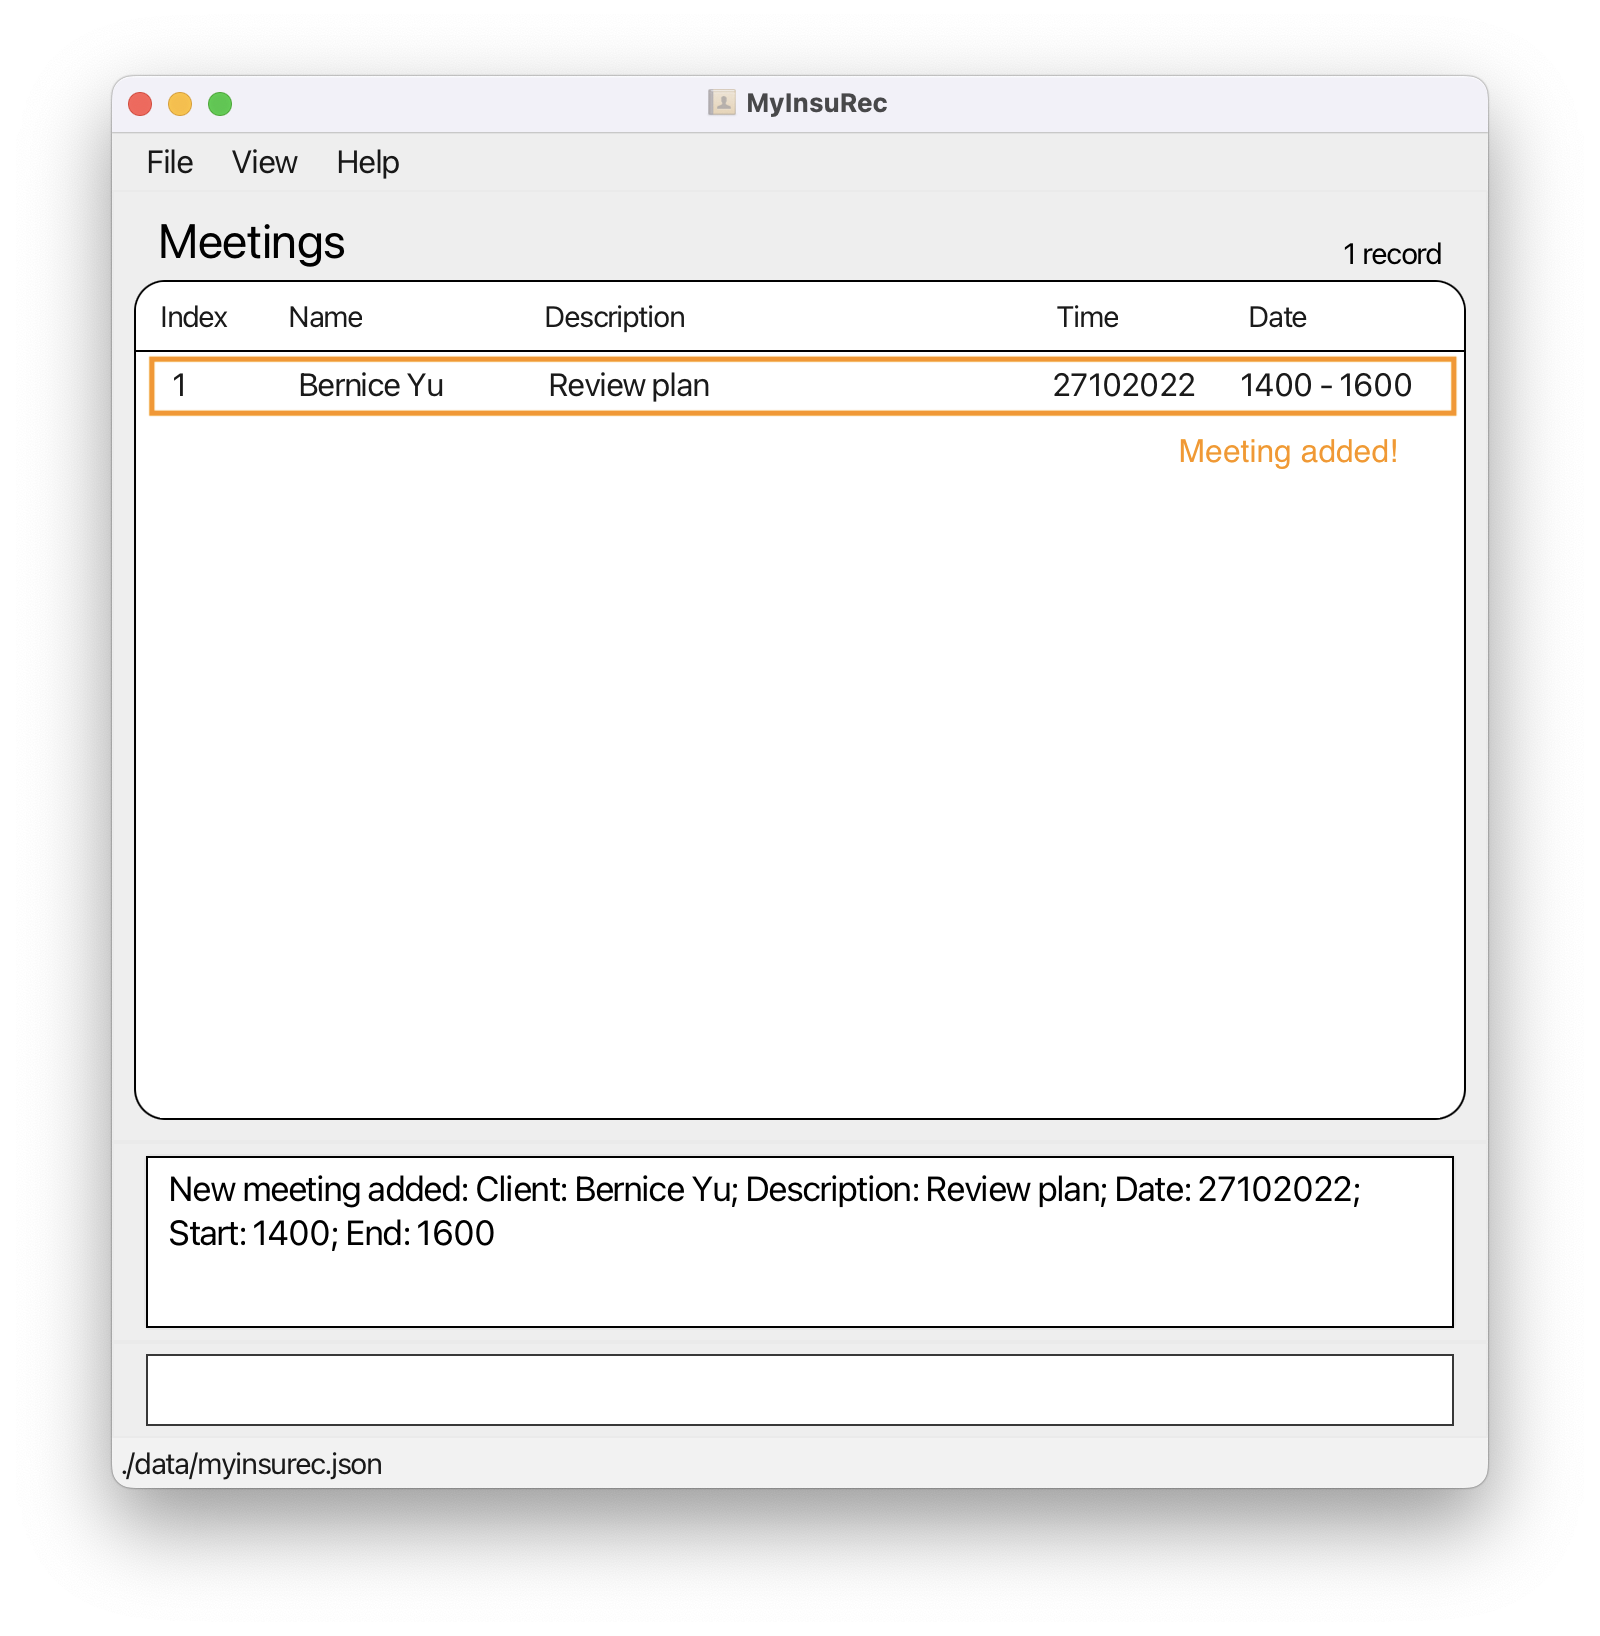 MyInsuRec
File View Help
Meetings
1 record
Index Name Description Time Date
1 Bernice Yu Review plan 27102022 1400 - 1600
Meeting added!
New meeting added: Client: Bernice Yu; Description: Review plan; Date: 27102022;
Start: 1400; End: 1600
./data/myinsurec.json